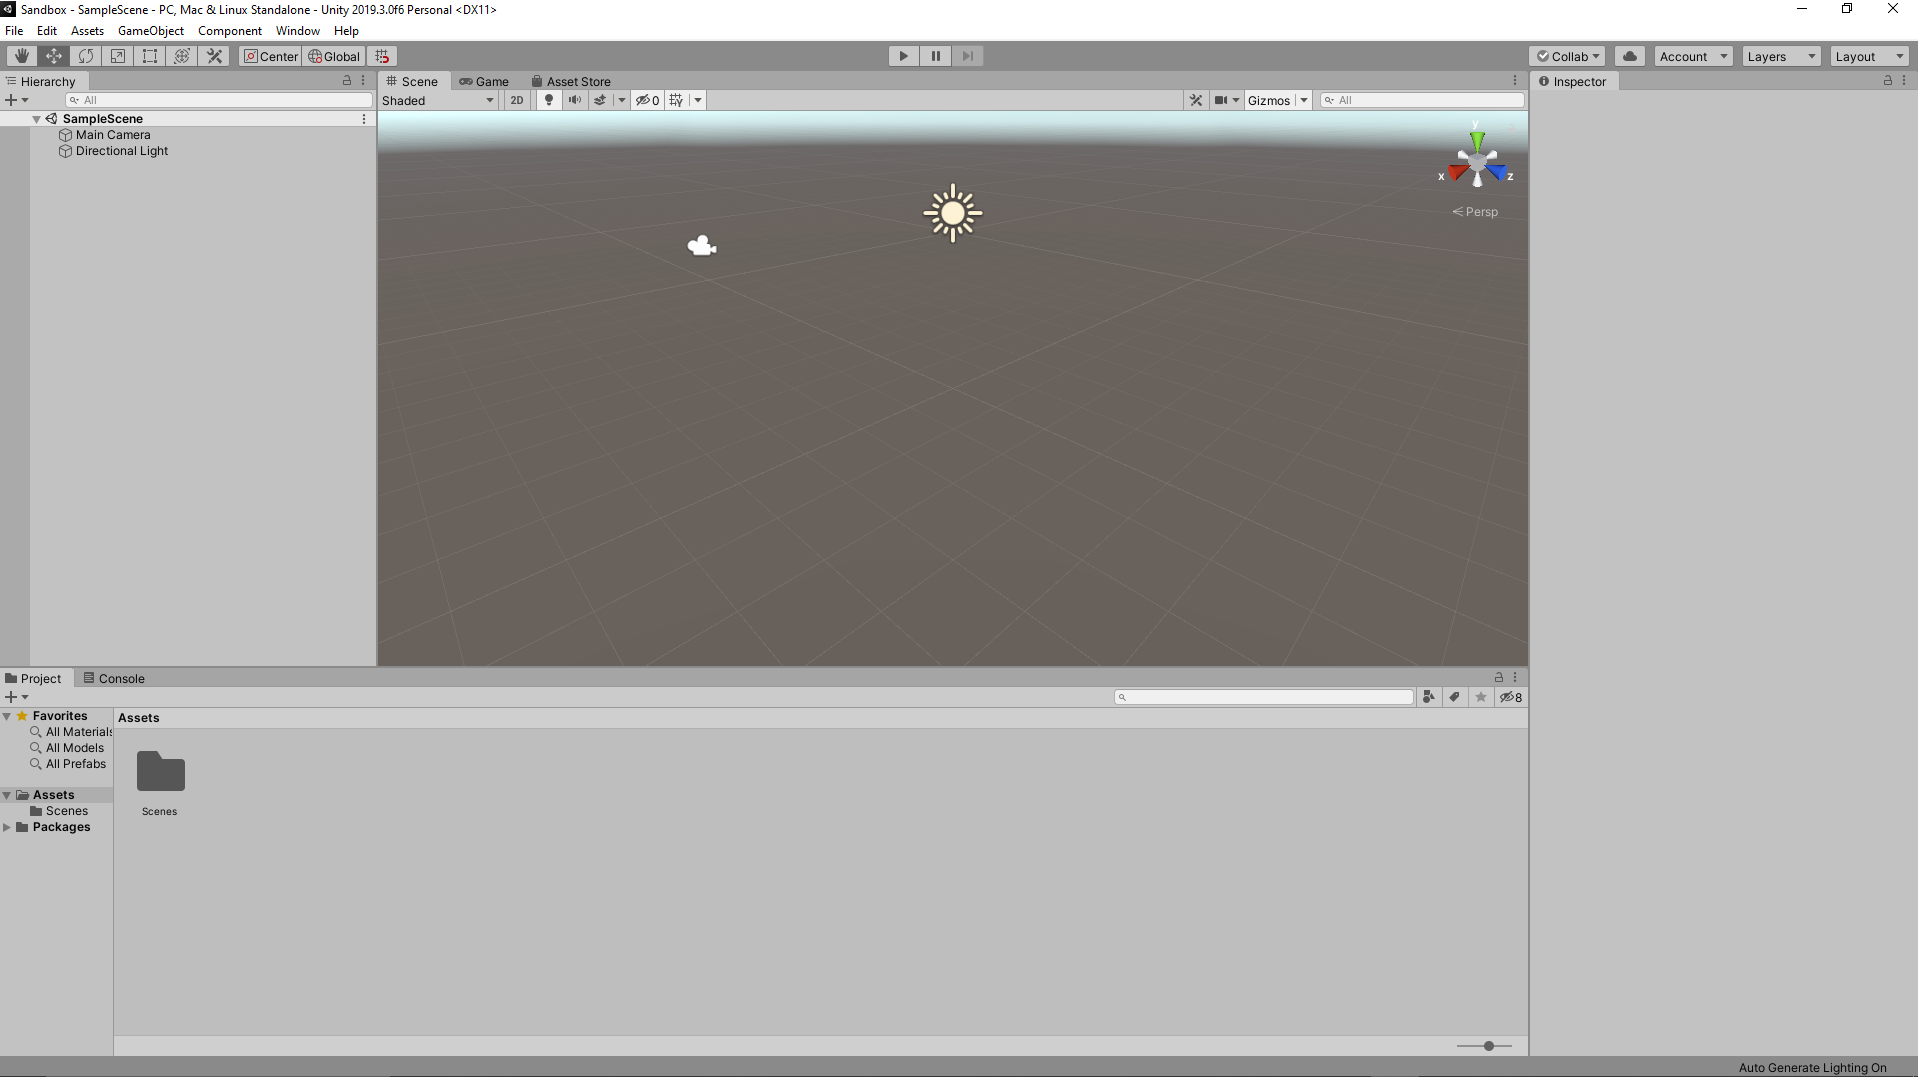 Sandbox - SampleScene - PC, Mac & Linux Standalone - Unity 2019.3.0f6 Personal <DX11>
File Edit Assets GameObject Component Window Help
Center Global Collab Account Layers Layout
Hierarchy
All
SampleScene
Main Camera
Directional Light
Scene Game Asset Store
Shaded 2D 0 Gizmos All
y
x z
Persp
Inspector
Project Console
8
Favorites
All Materials
All Models
All Prefabs
Assets
Scenes
Packages
Assets
Scenes
Auto Generate Lighting On